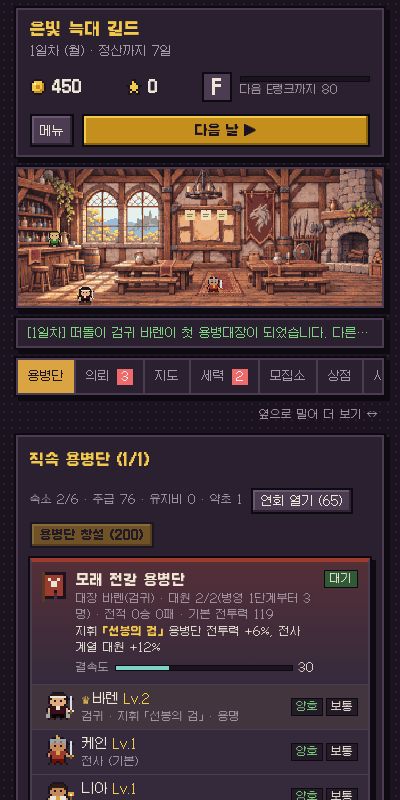 은빛 늑대 길드
1일차 (월) · 정산까지 7일
450
0
F
다음 E랭크까지 80
메뉴
다음 날 ▶
[1일차] 떠돌이 검귀 바렌이 첫 용병대장이 되었습니다. 다른…
용병단
의뢰 3
지도
세력 2
모집소
상점
옆으로 밀어 더 보기 ↔
직속 용병단 (1/1)
숙소 2/6 · 주급 76 · 유지비 0 · 약초 1
연회 열기 (65)
용병단 창설 (200)
모래 전갈 용병단
대기
대장 바렌(검귀) · 대원 2/2(병영 1단계부터 3
명) · 전적 0승 0패 · 기본 전투력 119
지휘 「선봉의 검」 용병단 전투력 +6%, 전사
계열 대원 +12%
결속도
30
바렌 Lv.2
검귀 · 지휘 「선봉의 검」 · 용명
양호
보통
케인 Lv.1
전사 (기본)
양호
보통
니아 Lv.1
양호
보통